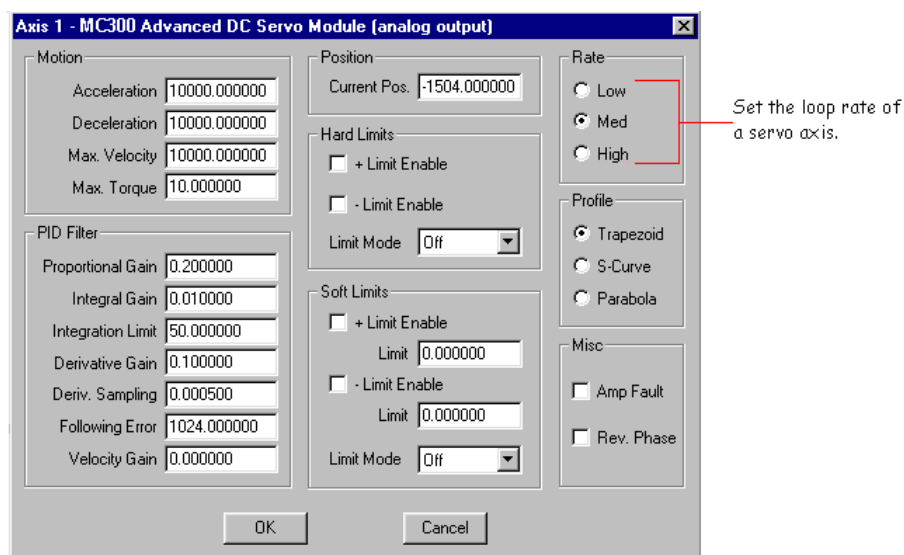 Axis 1 - MC300 Advanced DC Servo Module (analog output)
Motion
Acceleration 10000.000000
Deceleration 10000.000000
Max. Velocity 10000.000000
Max. Torque 10.000000
PID Filter
Proportional Gain 0.200000
Integral Gain 0.010000
Integration Limit 50.000000
Derivative Gain 0.100000
Deriv. Sampling 0.000500
Following Error 1024.000000
Velocity Gain 0.000000
Position
Current Pos. -1504.000000
Hard Limits
+ Limit Enable
- Limit Enable
Limit Mode Off
Soft Limits
+ Limit Enable
Limit 0.000000
- Limit Enable
Limit 0.000000
Limit Mode Off
Rate
Low
Med
High
Profile
Trapezoid
S-Curve
Parabola
Misc
Amp Fault
Rev. Phase
OK
Cancel
Set the loop rate of
a servo axis.